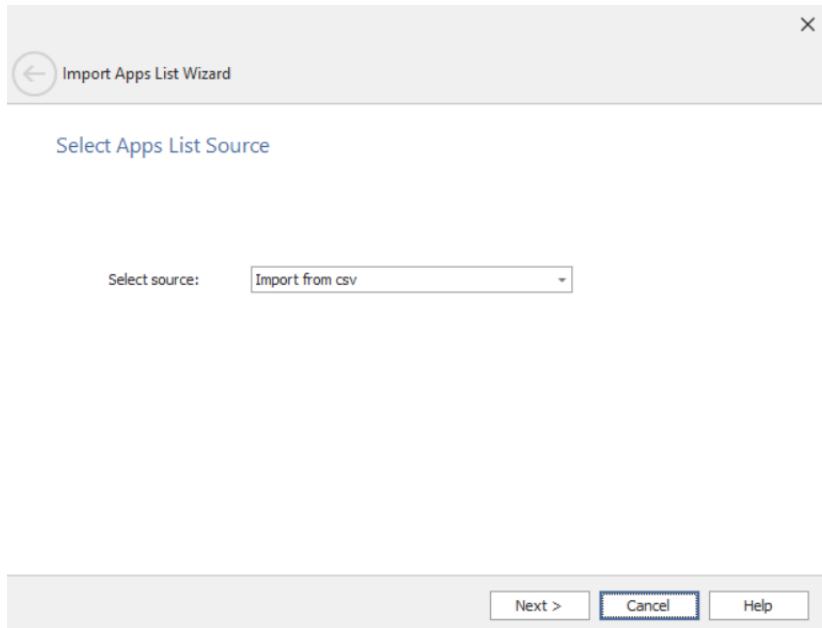 Import Apps List Wizard
Select Apps List Source
Select source: Import from csv
Next > Cancel Help